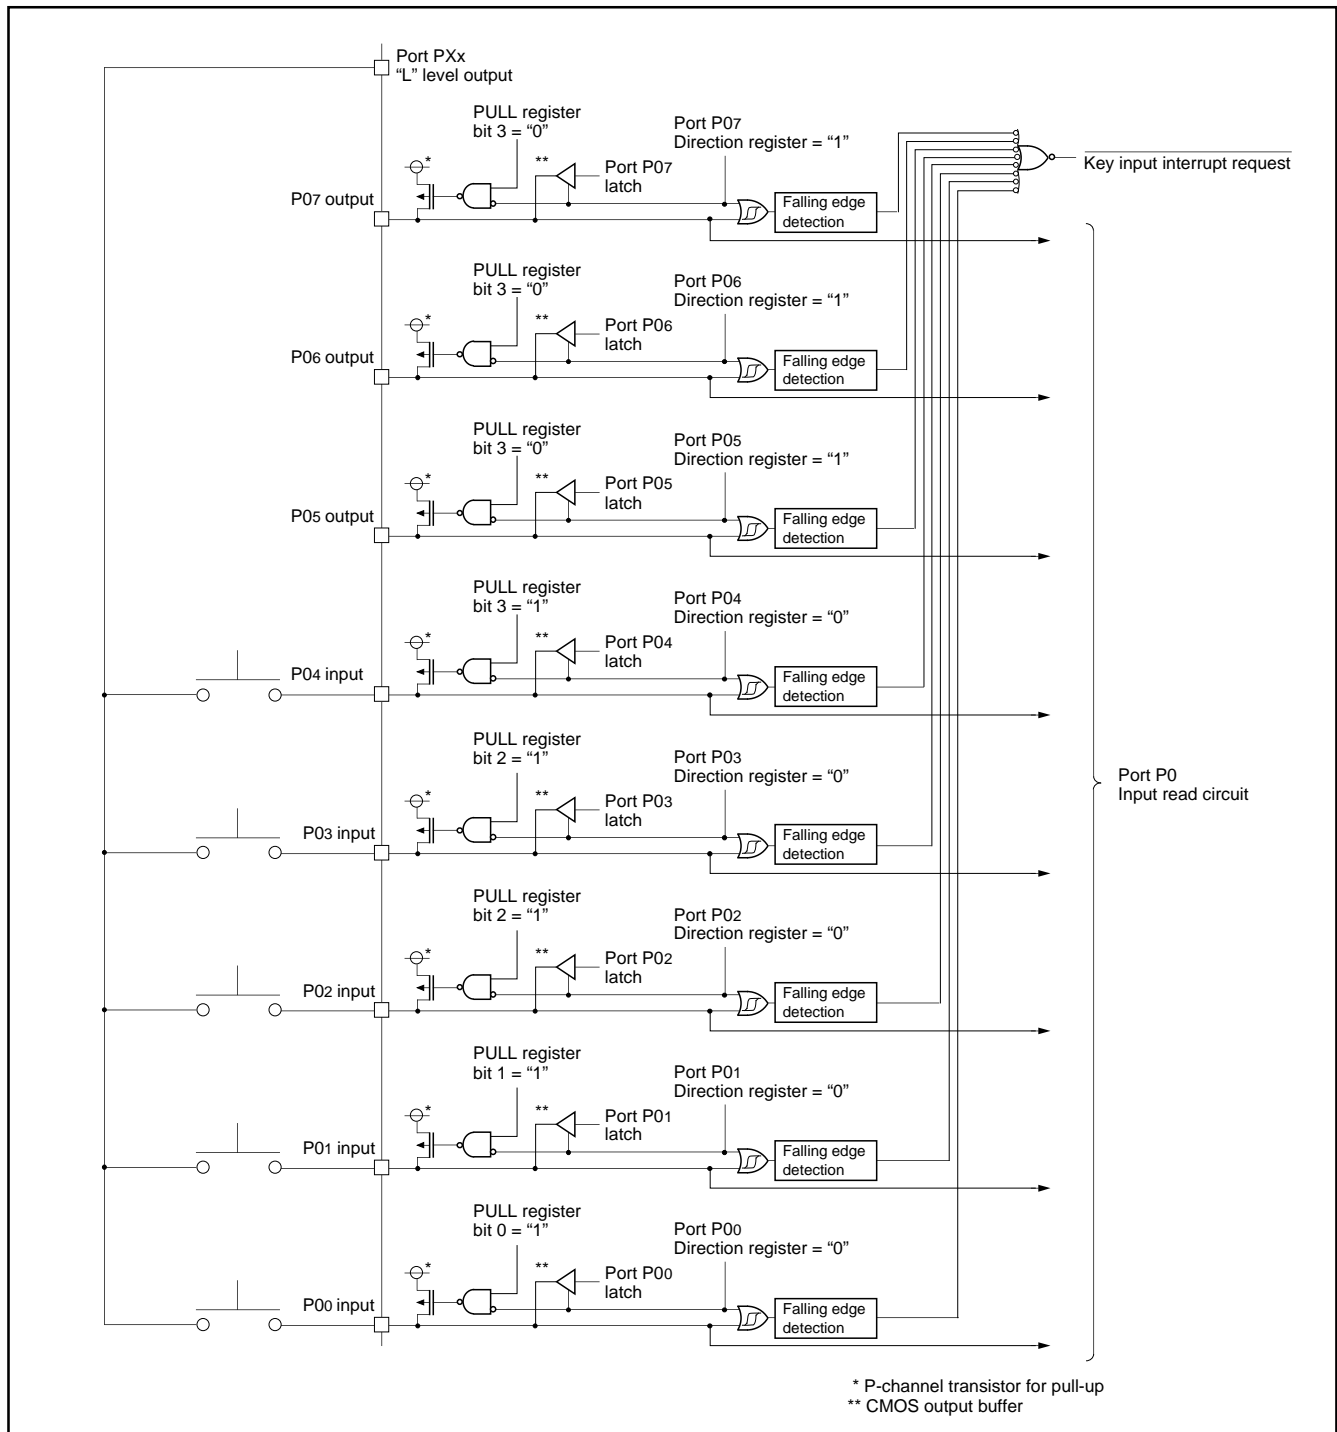 Port PXx
“L” level output
PULL register
bit 3 = “0”
Port P07
Direction register = “1”
*
**
Port P07
latch
Key input interrupt request
P07 output
Falling edge
detection
PULL register
bit 3 = “0”
Port P06
Direction register = “1”
*
**
Port P06
latch
P06 output
Falling edge
detection
PULL register
bit 3 = “0”
Port P05
Direction register = “1”
*
**
Port P05
latch
P05 output
Falling edge
detection
PULL register
bit 3 = “1”
Port P04
Direction register = “0”
*
**
Port P04
latch
P04 input
Falling edge
detection
PULL register
bit 2 = “1”
Port P03
Direction register = “0”
*
**
Port P03
latch
P03 input
Falling edge
detection
Port P0
Input read circuit
PULL register
bit 2 = “1”
Port P02
Direction register = “0”
*
**
Port P02
latch
P02 input
Falling edge
detection
PULL register
bit 1 = “1”
Port P01
Direction register = “0”
*
**
Port P01
latch
P01 input
Falling edge
detection
PULL register
bit 0 = “1”
Port P00
Direction register = “0”
*
**
Port P00
latch
P00 input
Falling edge
detection
* P-channel transistor for pull-up
** CMOS output buffer